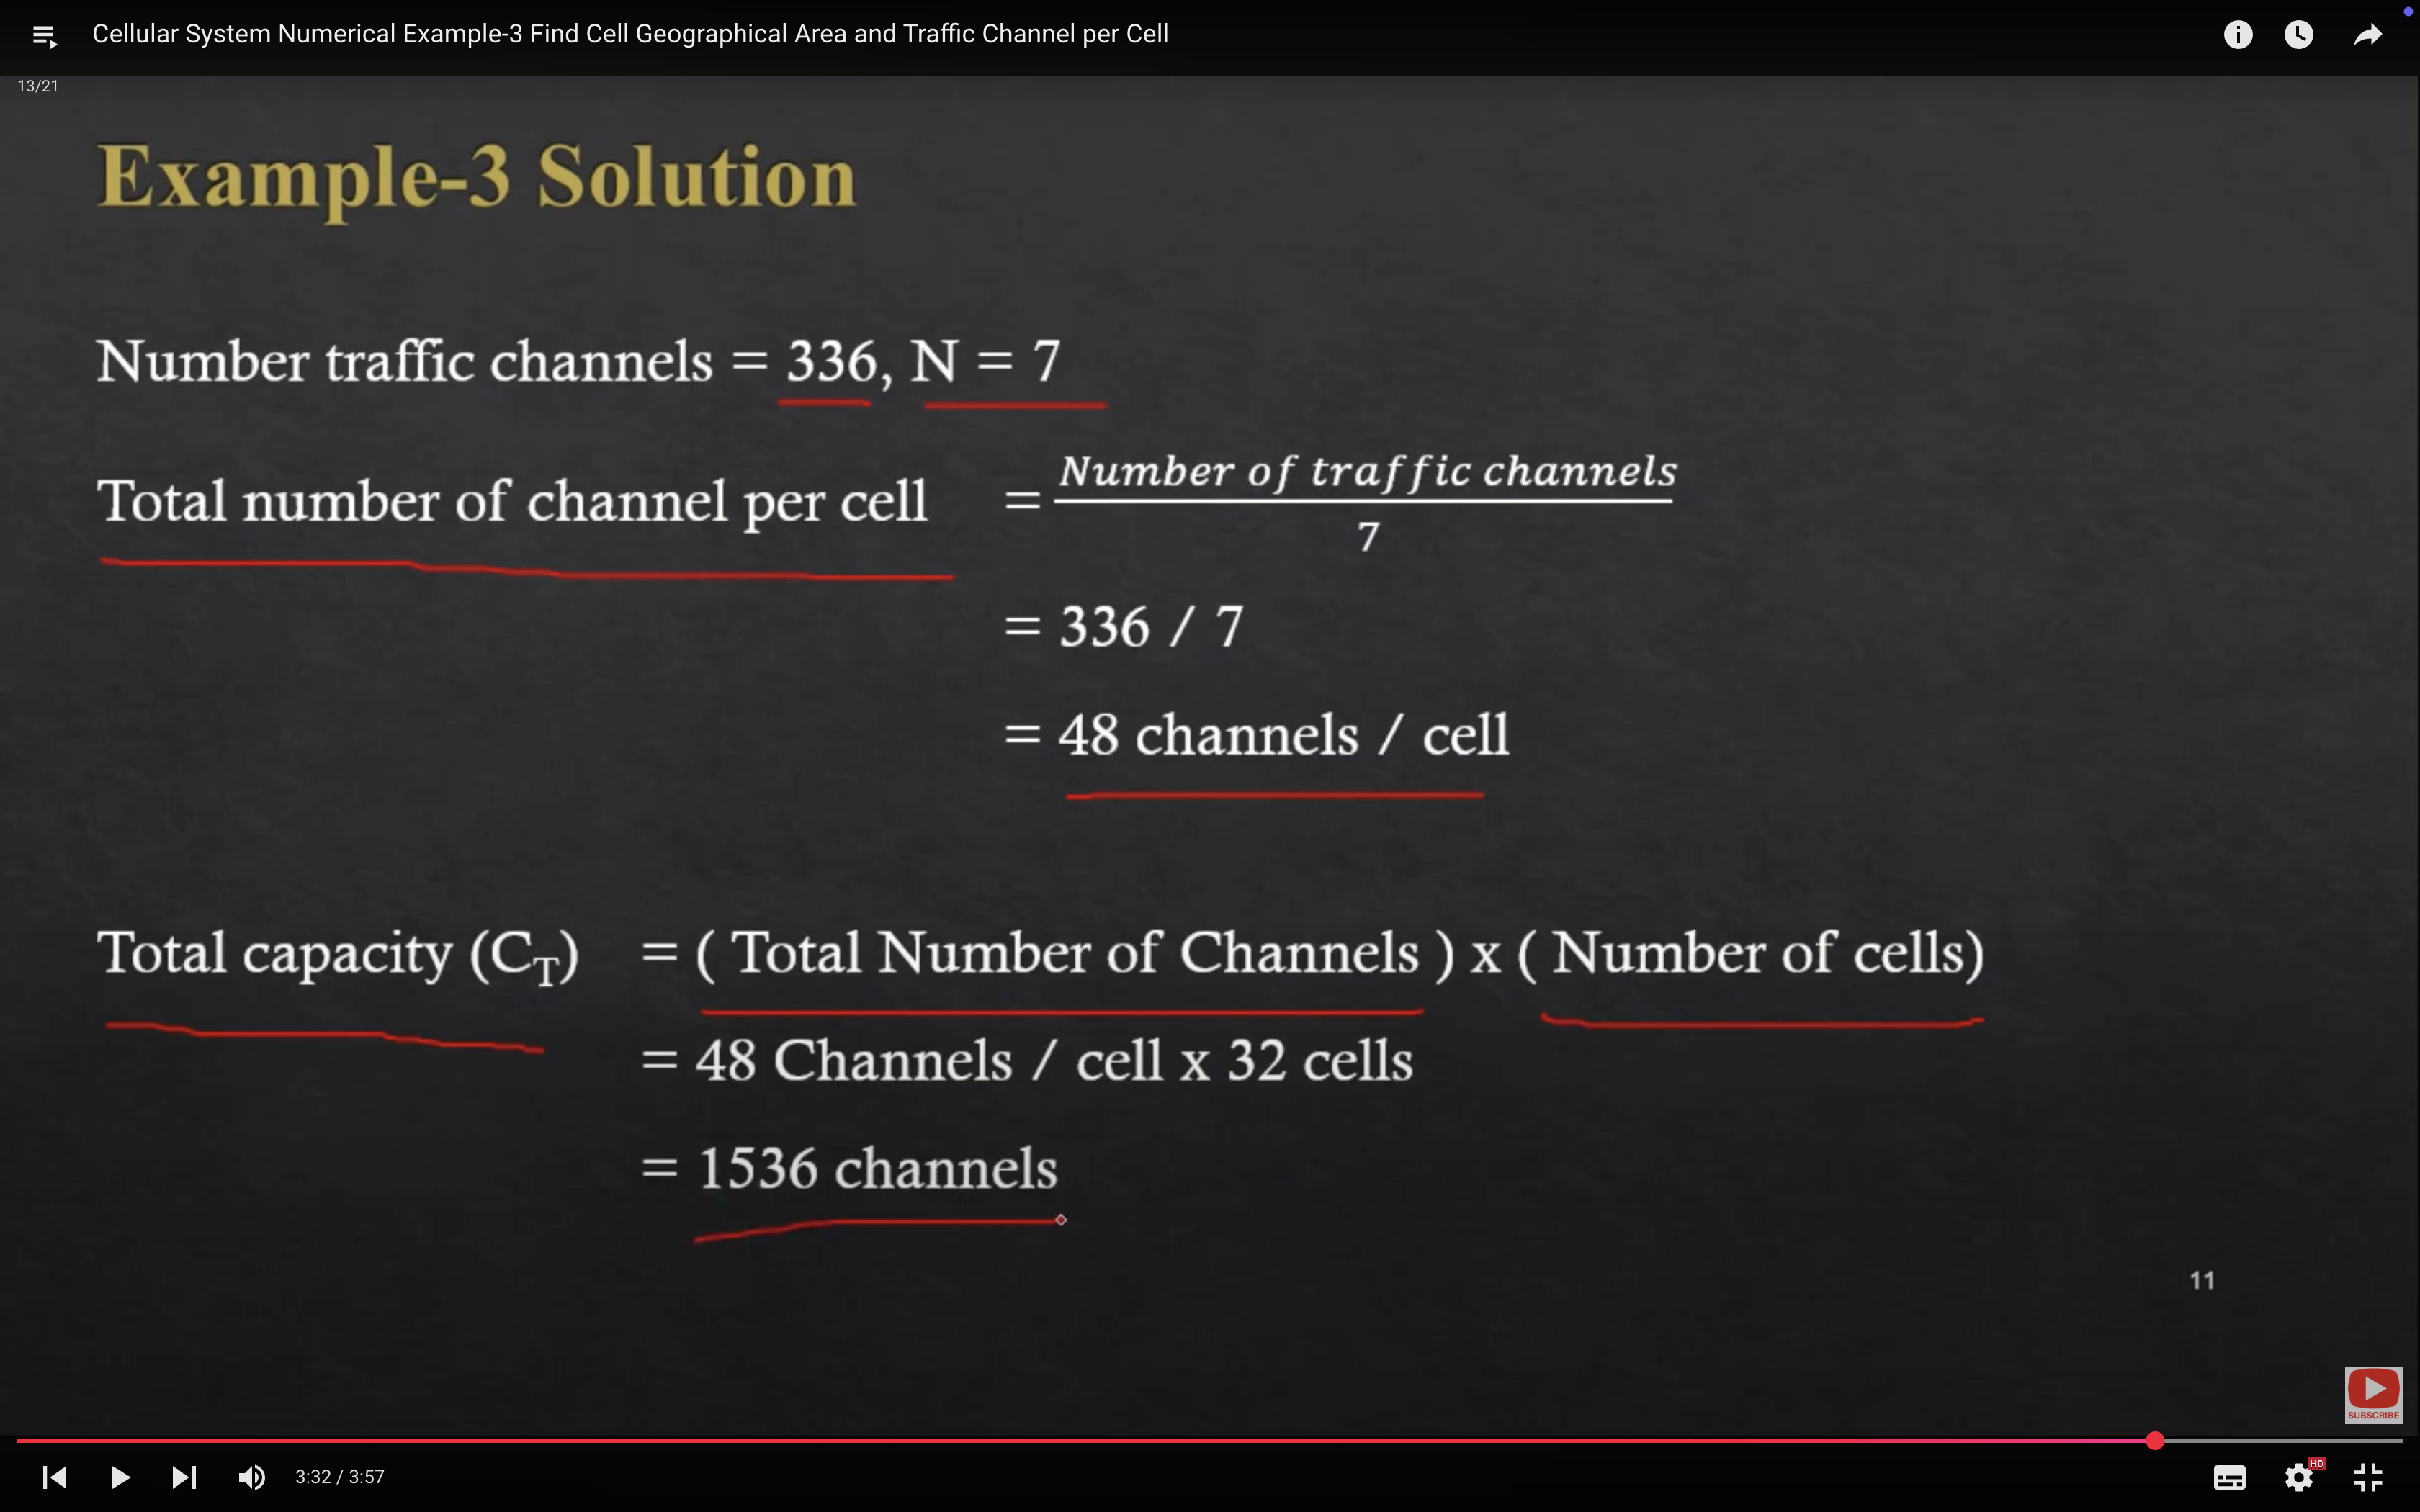 Cellular System Numerical Example-3 Find Cell Geographical Area and Traffic Channel per Cell
13/21
Example-3 Solution
Number traffic channels = 336, N = 7
Total number of channel per cell = Number of traffic channels
7
= 336 / 7
= 48 channels / cell
Total capacity (CT) = ( Total Number of Channels ) x ( Number of cells)
= 48 Channels / cell x 32 cells
= 1536 channels
11
SUBSCRIBE
3:32 / 3:57
HD